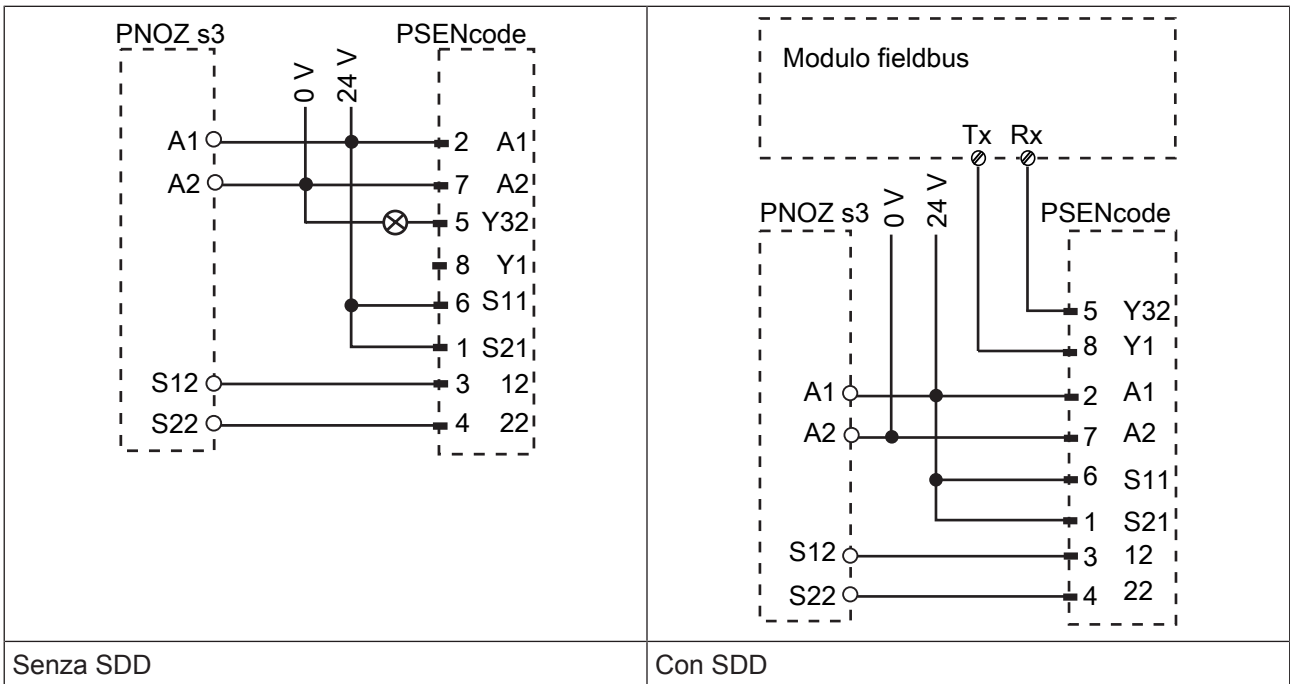 PNOZ s3 PSENcode
0 V 24 V
A1 2 A1
A2 7 A2
5 Y32
8 Y1
6 S11
1 S21
S12 3 12
S22 4 22
Senza SDD
Modulo fieldbus
Tx Rx
PNOZ s3 0 V 24 V PSENcode
5 Y32
8 Y1
A1 2 A1
A2 7 A2
6 S11
1 S21
S12 3 12
S22 4 22
Con SDD